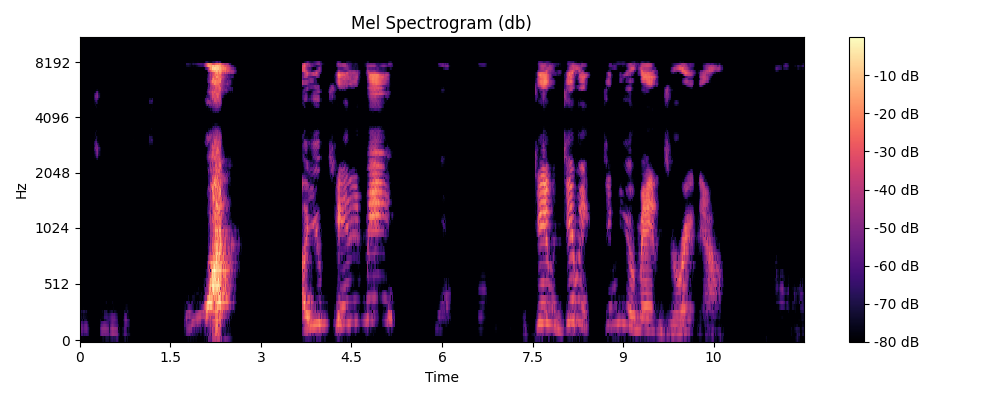 Mel Spectrogram (db)
8192
4096
2048
1024
512
0
Hz
0 1.5 3 4.5 6 7.5 9 10
Time
-10 dB
-20 dB
-30 dB
-40 dB
-50 dB
-60 dB
-70 dB
-80 dB